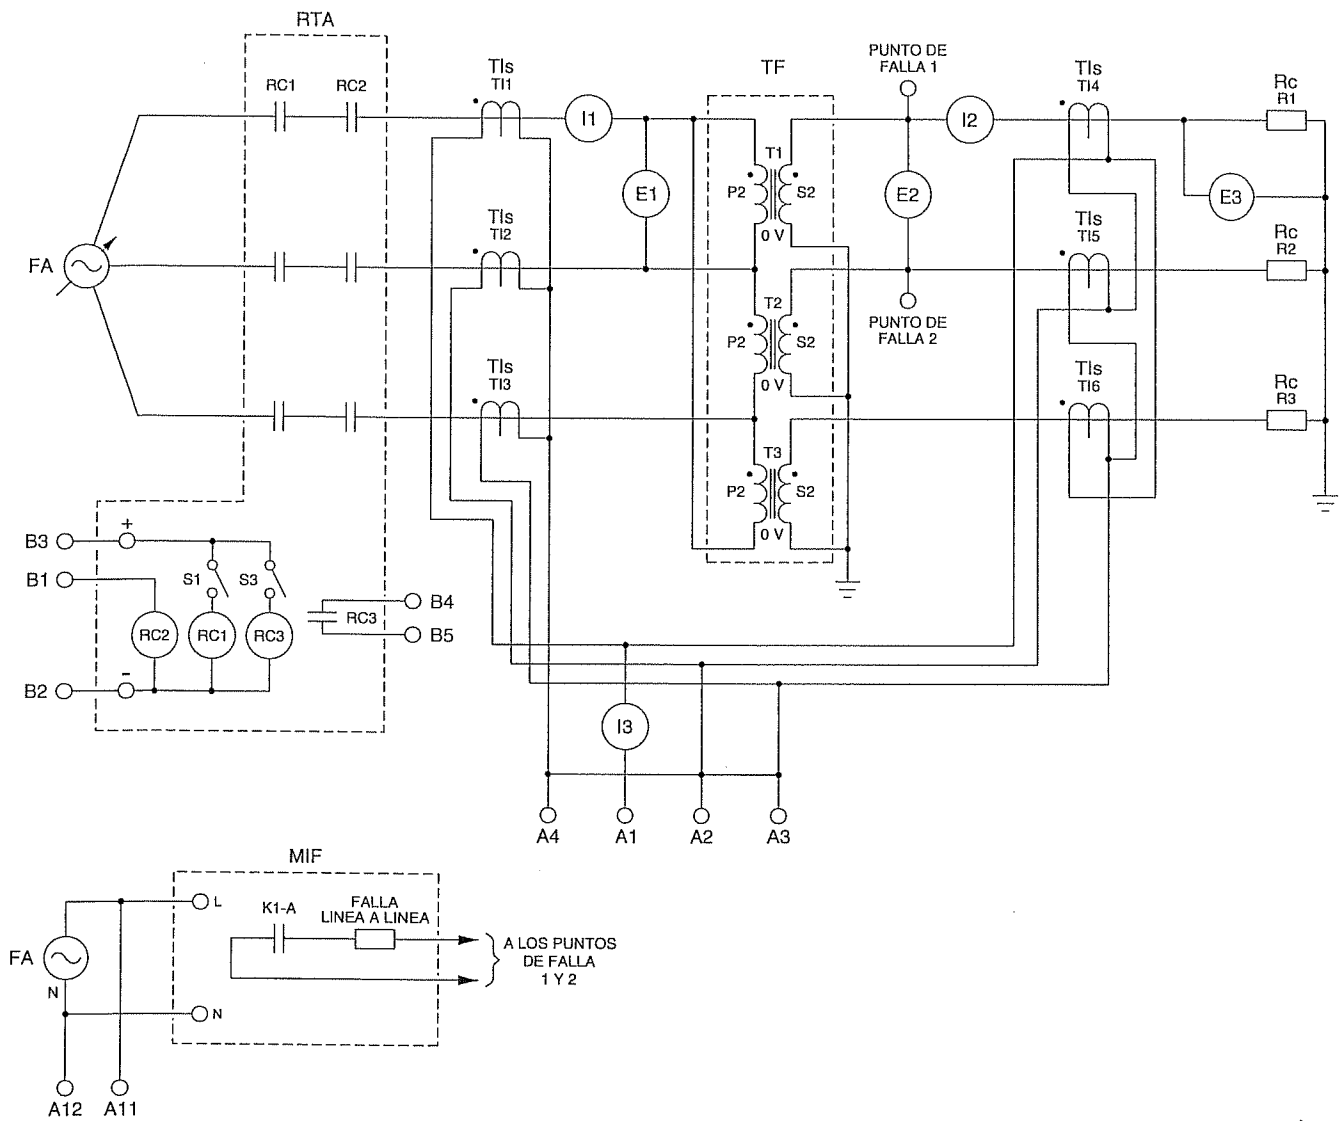 RTA
RC1
RC2
TIs
TI1
I1
TF
PUNTO DE
FALLA 1
I2
TIs
TI4
Rc
R1
T1
P2
S2
0 V
E1
E2
E3
FA
TIs
TI2
TIs
TI5
Rc
R2
T2
P2
S2
0 V
PUNTO DE
FALLA 2
TIs
TI3
TIs
TI6
Rc
R3
T3
P2
S2
0 V
B3
+
B1
S1
S3
RC2
RC1
RC3
RC3
B4
B5
B2
-
I3
A4
A1
A2
A3
MIF
L
K1-A
FALLA
LINEA A LINEA
A LOS PUNTOS
DE FALLA
1 Y 2
FA
N
N
A12
A11